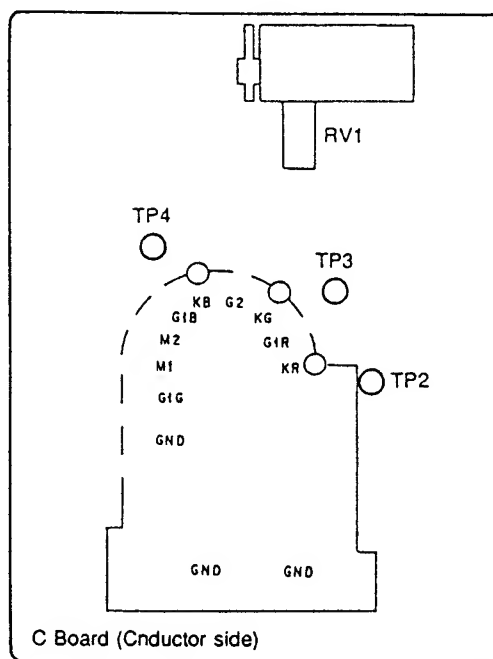 RV1
TP4
TP3
KB G2
G1B KG
M2 G1R
M1 KR
TP2
G1G
GND
GND GND
C Board (Cnductor side)